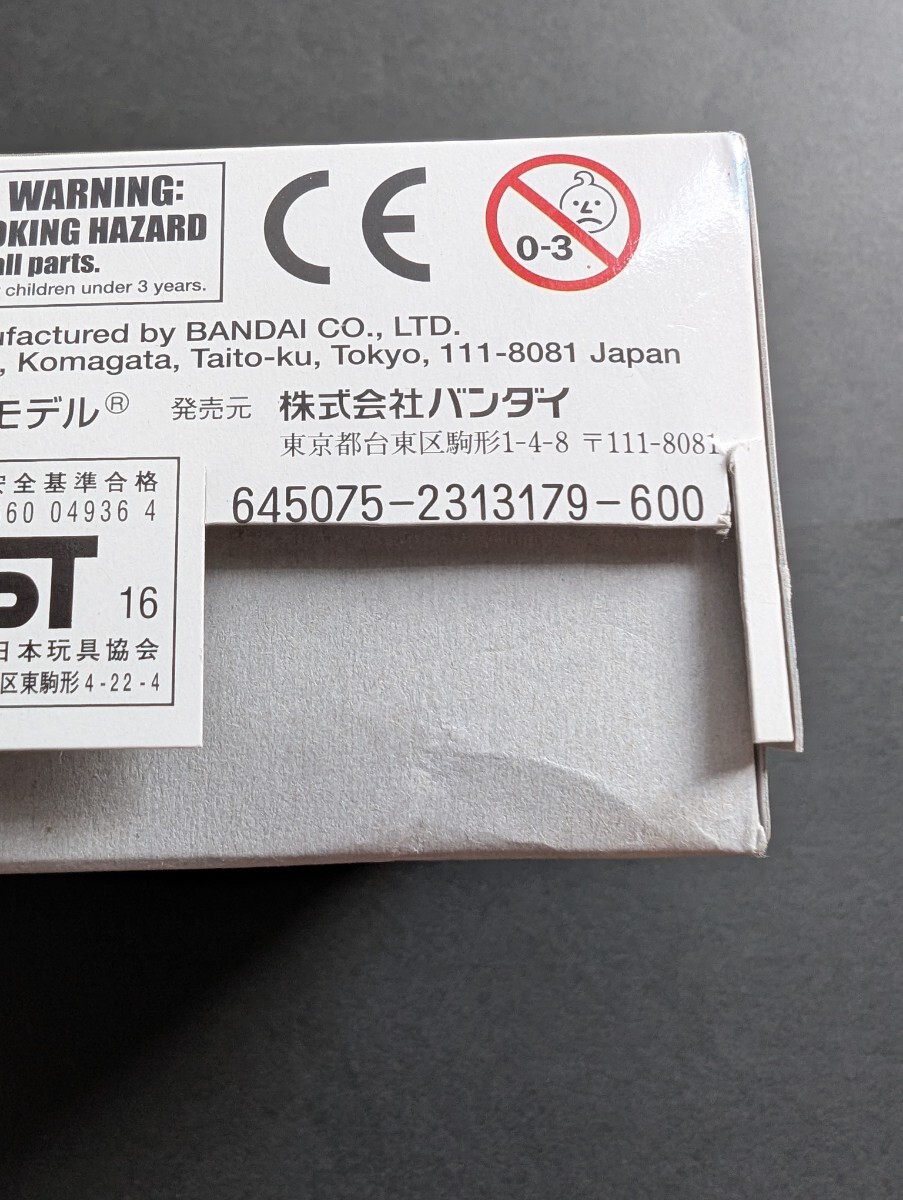 WARNING:
OKING HAZARD
all parts.
children under 3 years.
CE
0-3
ufactured by BANDAI CO., LTD.
, Komagata, Taito-ku, Tokyo, 111-8081 Japan
モデル® 発売元 株式会社バンダイ
東京都台東区駒形1-4-8 〒111-8081
645075-2313179-600
安全基準合格
60 04936 4
ST 16
日本玩具協会
区東駒形4-22-4